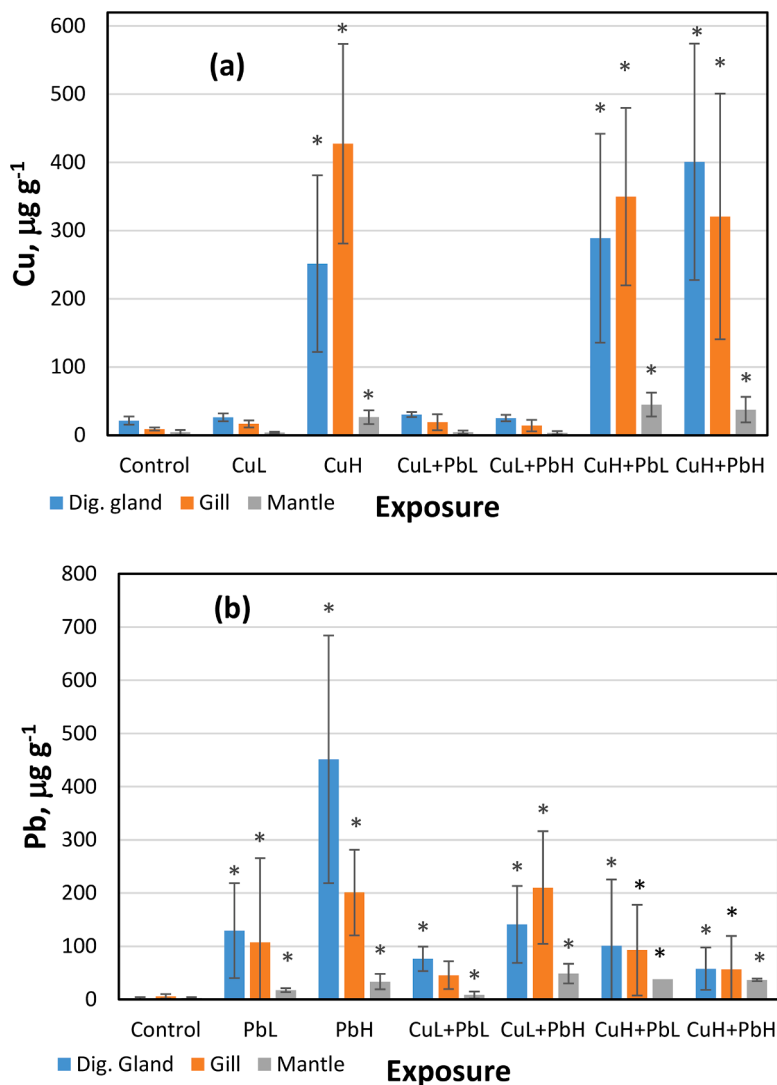 600
(a)
500
400
300
200
100
0
Cu, µg g-1
* * * * * * * * *
Control CuL CuH CuL+PbL CuL+PbH CuH+PbL CuH+PbH
Dig. gland Gill Mantle Exposure
800
(b)
700
600
500
400
300
200
100
0
Pb, µg g-1
* * * * * * * * * * * * * * * * *
Control PbL PbH CuL+PbL CuL+PbH CuH+PbL CuH+PbH
Dig. Gland Gill Mantle
Exposure